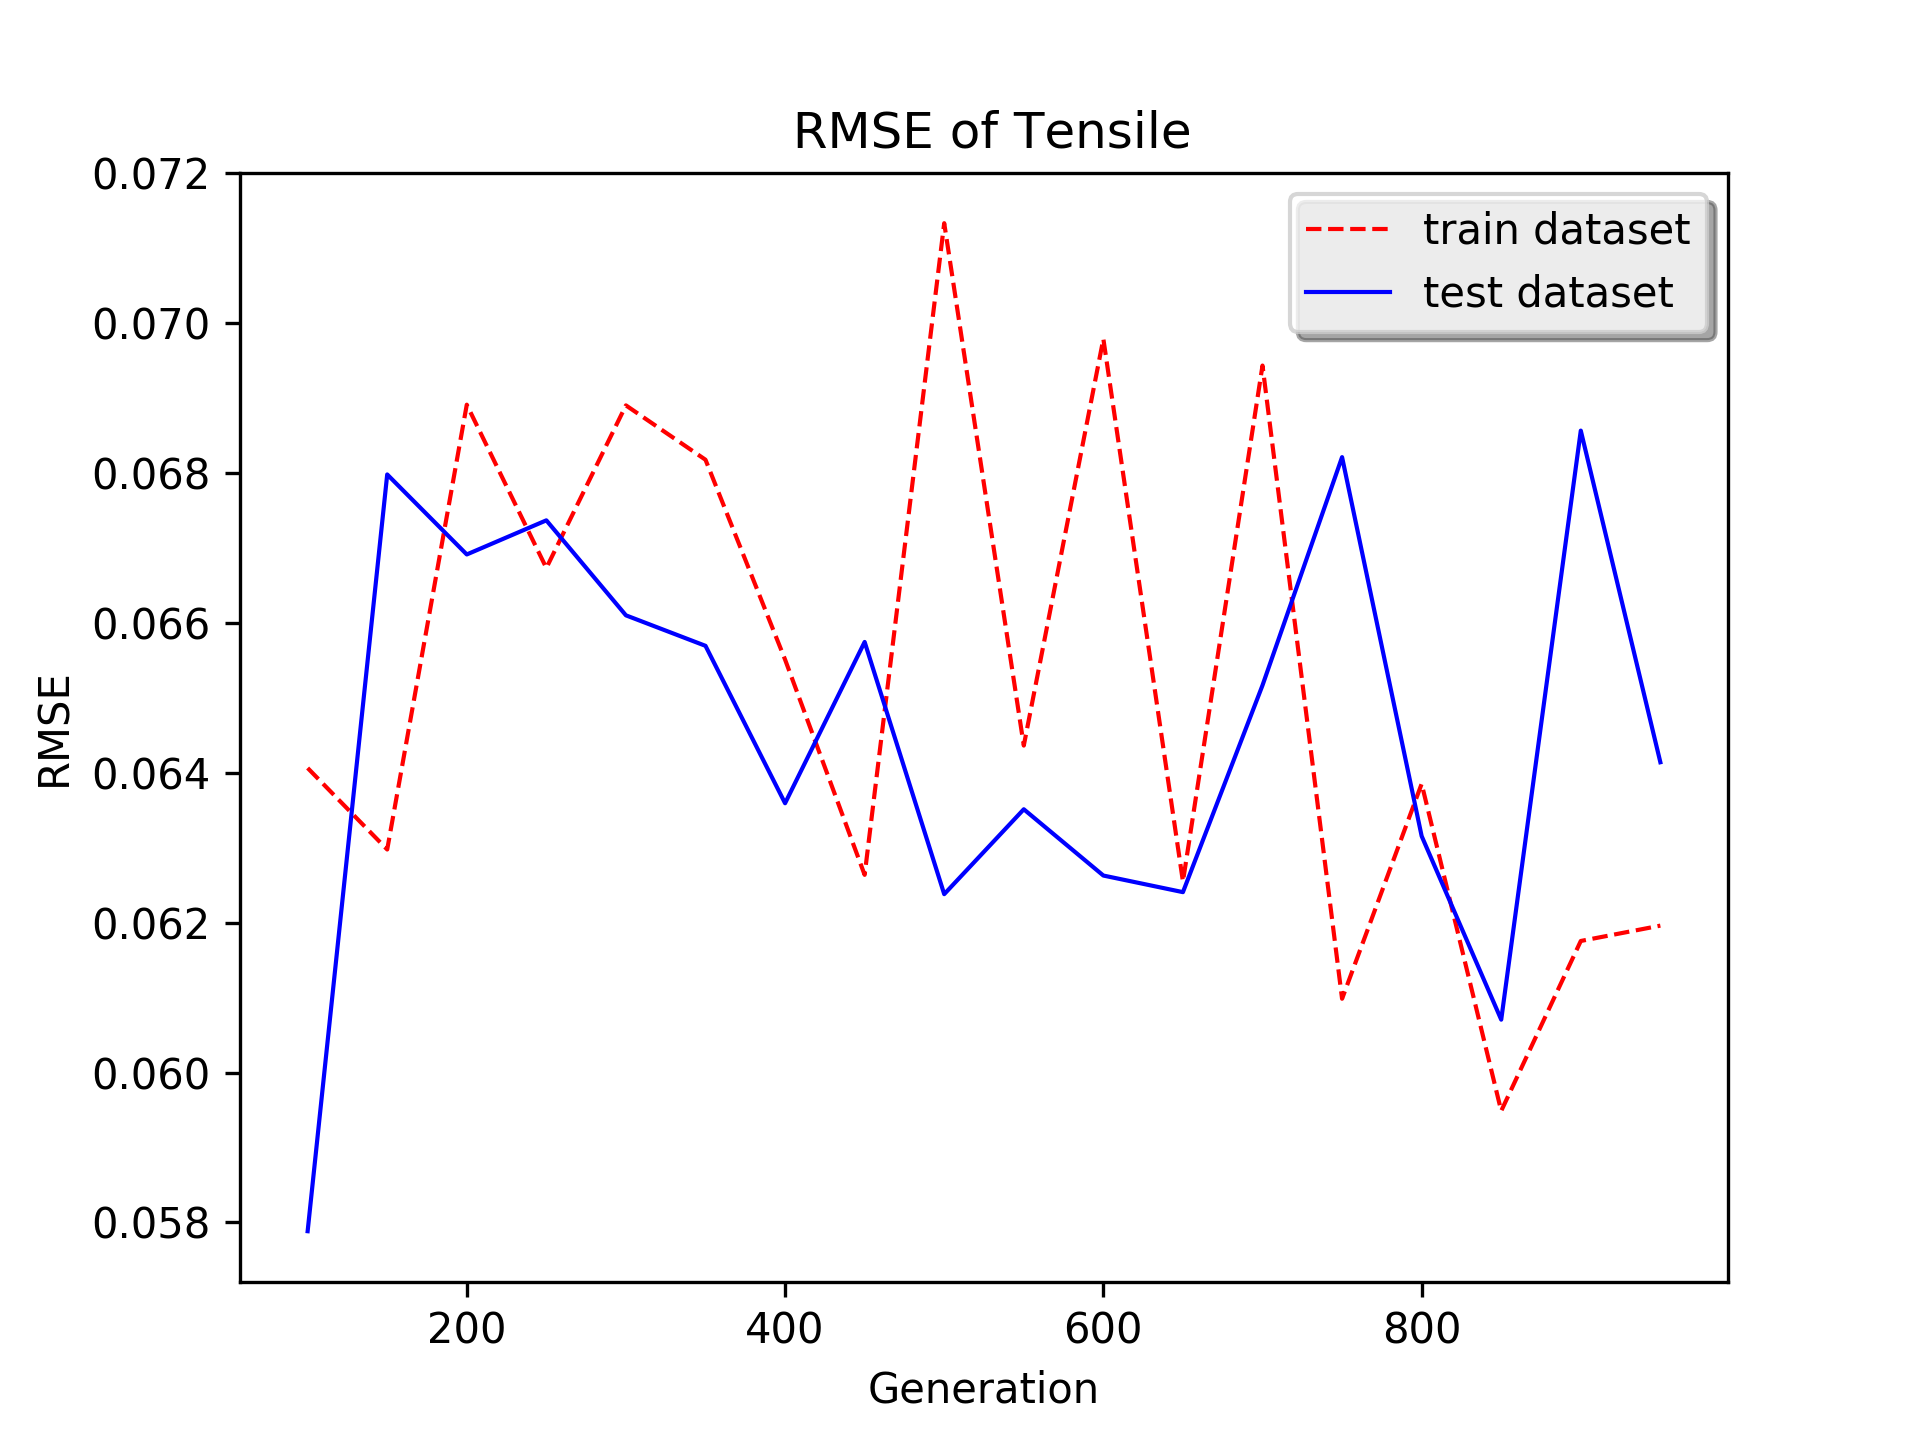 RMSE of Tensile
0.072
0.070
0.068
0.066
0.064
0.062
0.060
0.058
RMSE
train dataset
test dataset
200 400 600 800
Generation